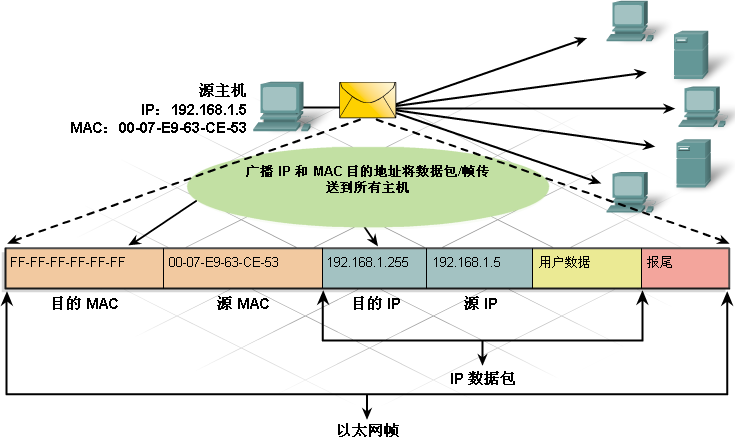 源主机
IP：192.168.1.5
MAC：00-07-E9-63-CE-53
广播 IP 和 MAC 目的地址将数据包/帧传
送到所有主机
FF-FF-FF-FF-FF-FF
00-07-E9-63-CE-53
192.168.1.255
192.168.1.5
用户数据
报尾
目的 MAC
源 MAC
目的 IP
源 IP
IP 数据包
以太网帧